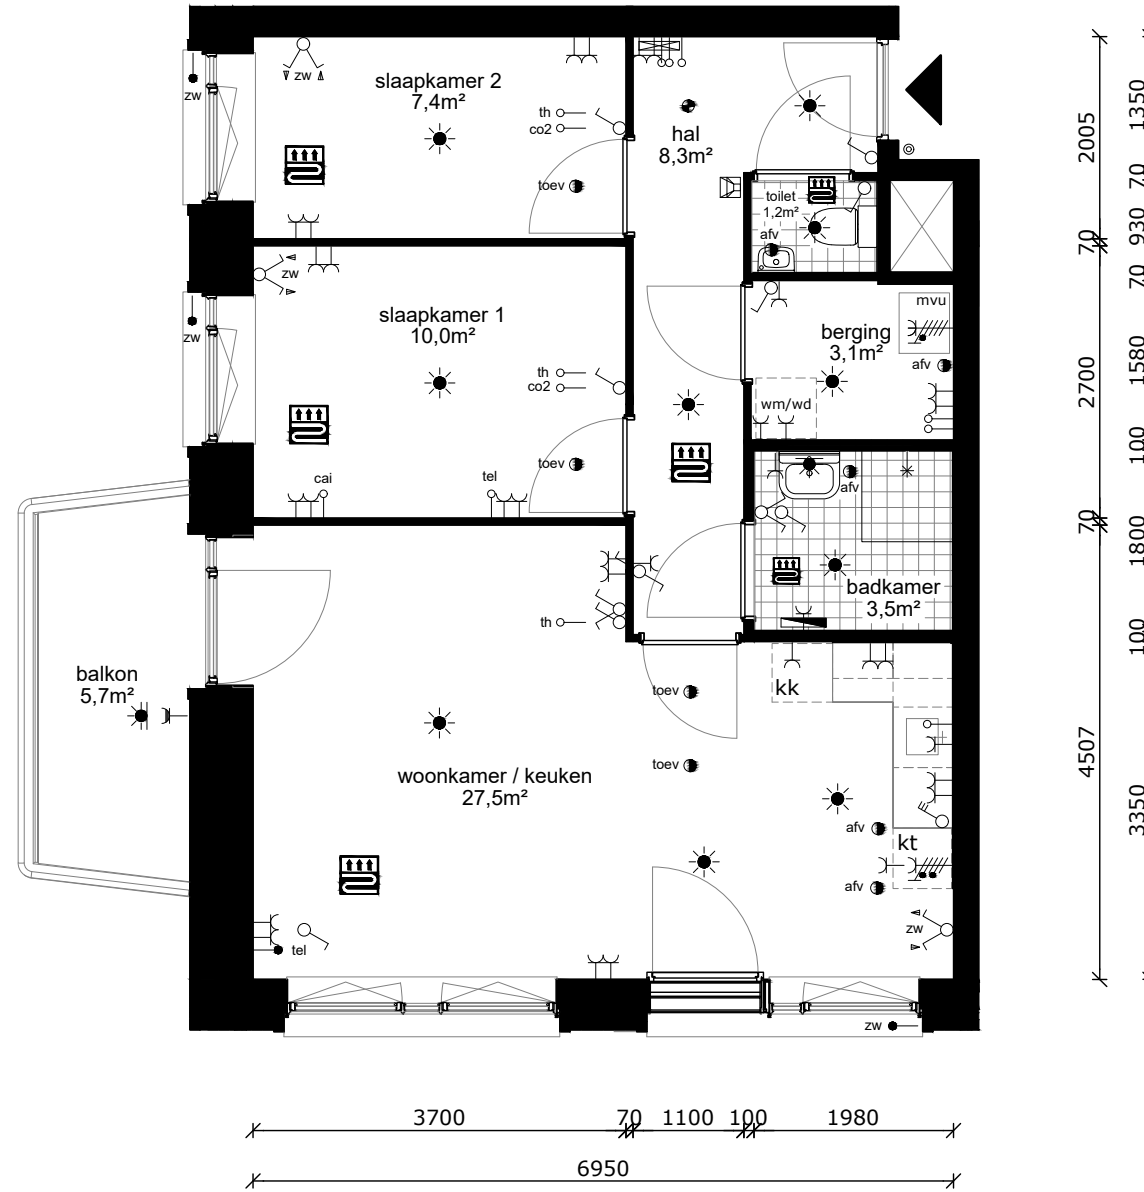 slaapkamer 2
7,4m²
zw
zw
th
co2
toev
hal
8,3m²
toilet
1,2m²
afv
slaapkamer 1
10,0m²
zw
zw
th
co2
toev
cai
tel
mvu
berging
3,1m²
afv
wm/wd
afv
badkamer
3,5m²
th
balkon
5,7m²
kk
toev
toev
woonkamer / keuken
27,5m²
afv
kt
afv
zw
tel
zw
2005
70
2700
70
4507
1350
70
930
70
1580
100
1800
100
3350
3700
70
1100
100
1980
6950